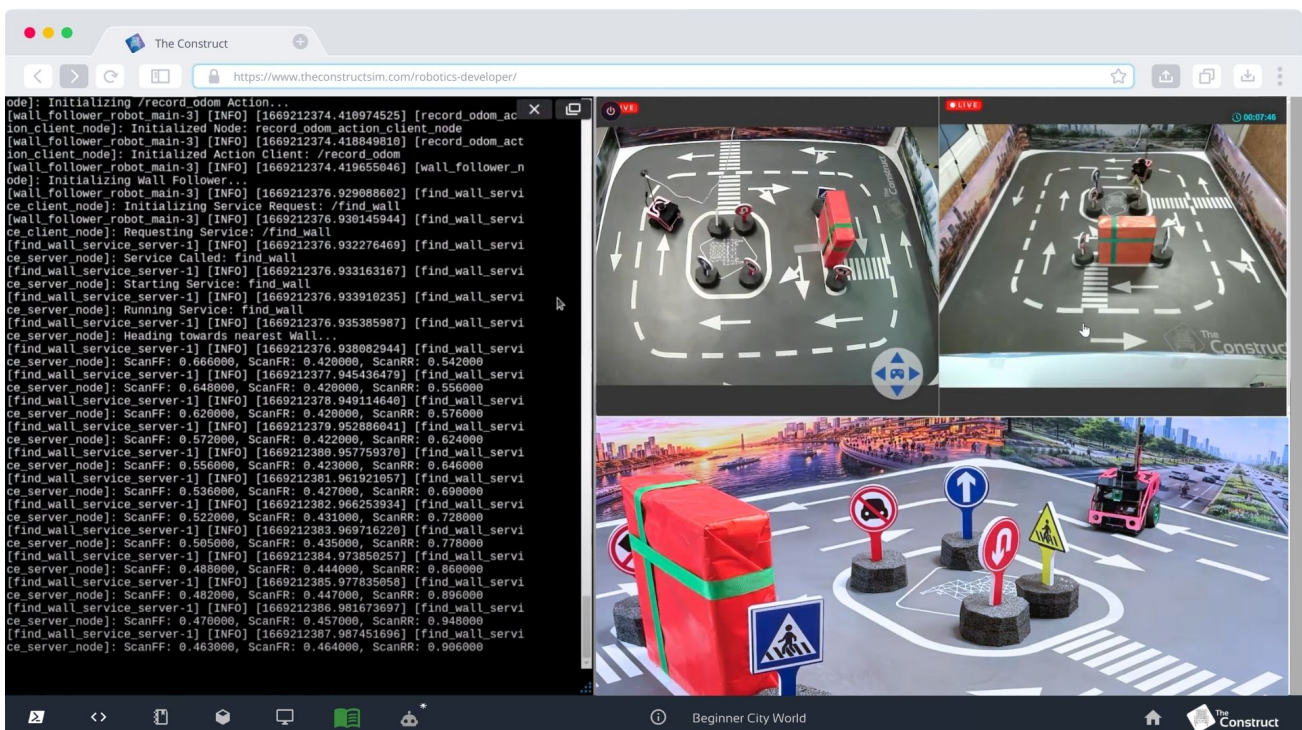 The Construct
https://www.theconstructsim.com/robotics-developer/
ode]: Initializing /record_odom Action...
[wall_follower_robot_main-3] [INFO] [1669212374.410974525] [record_odom_ac
ion_client_node]: Initialized Node: record_odom_action_client_node
[wall_follower_robot_main-3] [INFO] [1669212374.418849810] [record_odom_act
ion_client_node]: Initialized Action Client: /record_odom
[wall_follower_robot_main-3] [INFO] [1669212374.419655046] [wall_follower_n
ode]: Initializing Wall Follower...
[wall_follower_robot_main-3] [INFO] [1669212376.929088602] [find_wall_servi
ce_client_node]: Initializing Service Request: /find_wall
[wall_follower_robot_main-3] [INFO] [1669212376.930145944] [find_wall_servi
ce_client_node]: Requesting Service: /find_wall
[find_wall_service_server-1] [INFO] [1669212376.932276469] [find_wall_servi
ce_server_node]: Service Called: find_wall
[find_wall_service_server-1] [INFO] [1669212376.933163167] [find_wall_servi
ce_server_node]: Starting Service: find_wall
[find_wall_service_server-1] [INFO] [1669212376.933910235] [find_wall_servi
ce_server_node]: Running Service: find_wall
[find_wall_service_server-1] [INFO] [1669212376.935385987] [find_wall_servi
ce_server_node]: Heading towards nearest Wall...
[find_wall_service_server-1] [INFO] [1669212376.938082944] [find_wall_servi
ce_server_node]: ScanFF: 0.666000, ScanFR: 0.420000, ScanRR: 0.542000
[find_wall_service_server-1] [INFO] [1669212377.945436479] [find_wall_servi
ce_server_node]: ScanFF: 0.648000, ScanFR: 0.420000, ScanRR: 0.556000
[find_wall_service_server-1] [INFO] [1669212378.949114640] [find_wall_servi
ce_server_node]: ScanFF: 0.620000, ScanFR: 0.420000, ScanRR: 0.576000
[find_wall_service_server-1] [INFO] [1669212379.952886041] [find_wall_servi
ce_server_node]: ScanFF: 0.572000, ScanFR: 0.422000, ScanRR: 0.624000
[find_wall_service_server-1] [INFO] [1669212380.957759370] [find_wall_servi
ce_server_node]: ScanFF: 0.556000, ScanFR: 0.423000, ScanRR: 0.646000
[find_wall_service_server-1] [INFO] [1669212381.961921057] [find_wall_servi
ce_server_node]: ScanFF: 0.536000, ScanFR: 0.427000, ScanRR: 0.690000
[find_wall_service_server-1] [INFO] [1669212382.966253934] [find_wall_servi
ce_server_node]: ScanFF: 0.522000, ScanFR: 0.431000, ScanRR: 0.728000
[find_wall_service_server-1] [INFO] [1669212383.969716220] [find_wall_servi
ce_server_node]: ScanFF: 0.505000, ScanFR: 0.435000, ScanRR: 0.778000
[find_wall_service_server-1] [INFO] [1669212384.973850257] [find_wall_servi
ce_server_node]: ScanFF: 0.488000, ScanFR: 0.444000, ScanRR: 0.860000
[find_wall_service_server-1] [INFO] [1669212385.977835058] [find_wall_servi
ce_server_node]: ScanFF: 0.482000, ScanFR: 0.447000, ScanRR: 0.896000
[find_wall_service_server-1] [INFO] [1669212386.981673697] [find_wall_servi
ce_server_node]: ScanFF: 0.470000, ScanFR: 0.457000, ScanRR: 0.948000
[find_wall_service_server-1] [INFO] [1669212387.987451696] [find_wall_servi
ce_server_node]: ScanFF: 0.463000, ScanFR: 0.464000, ScanRR: 0.906000
VE
LIVE
00:07:46
Construct
The
Construct
Beginner City World
The
Construct